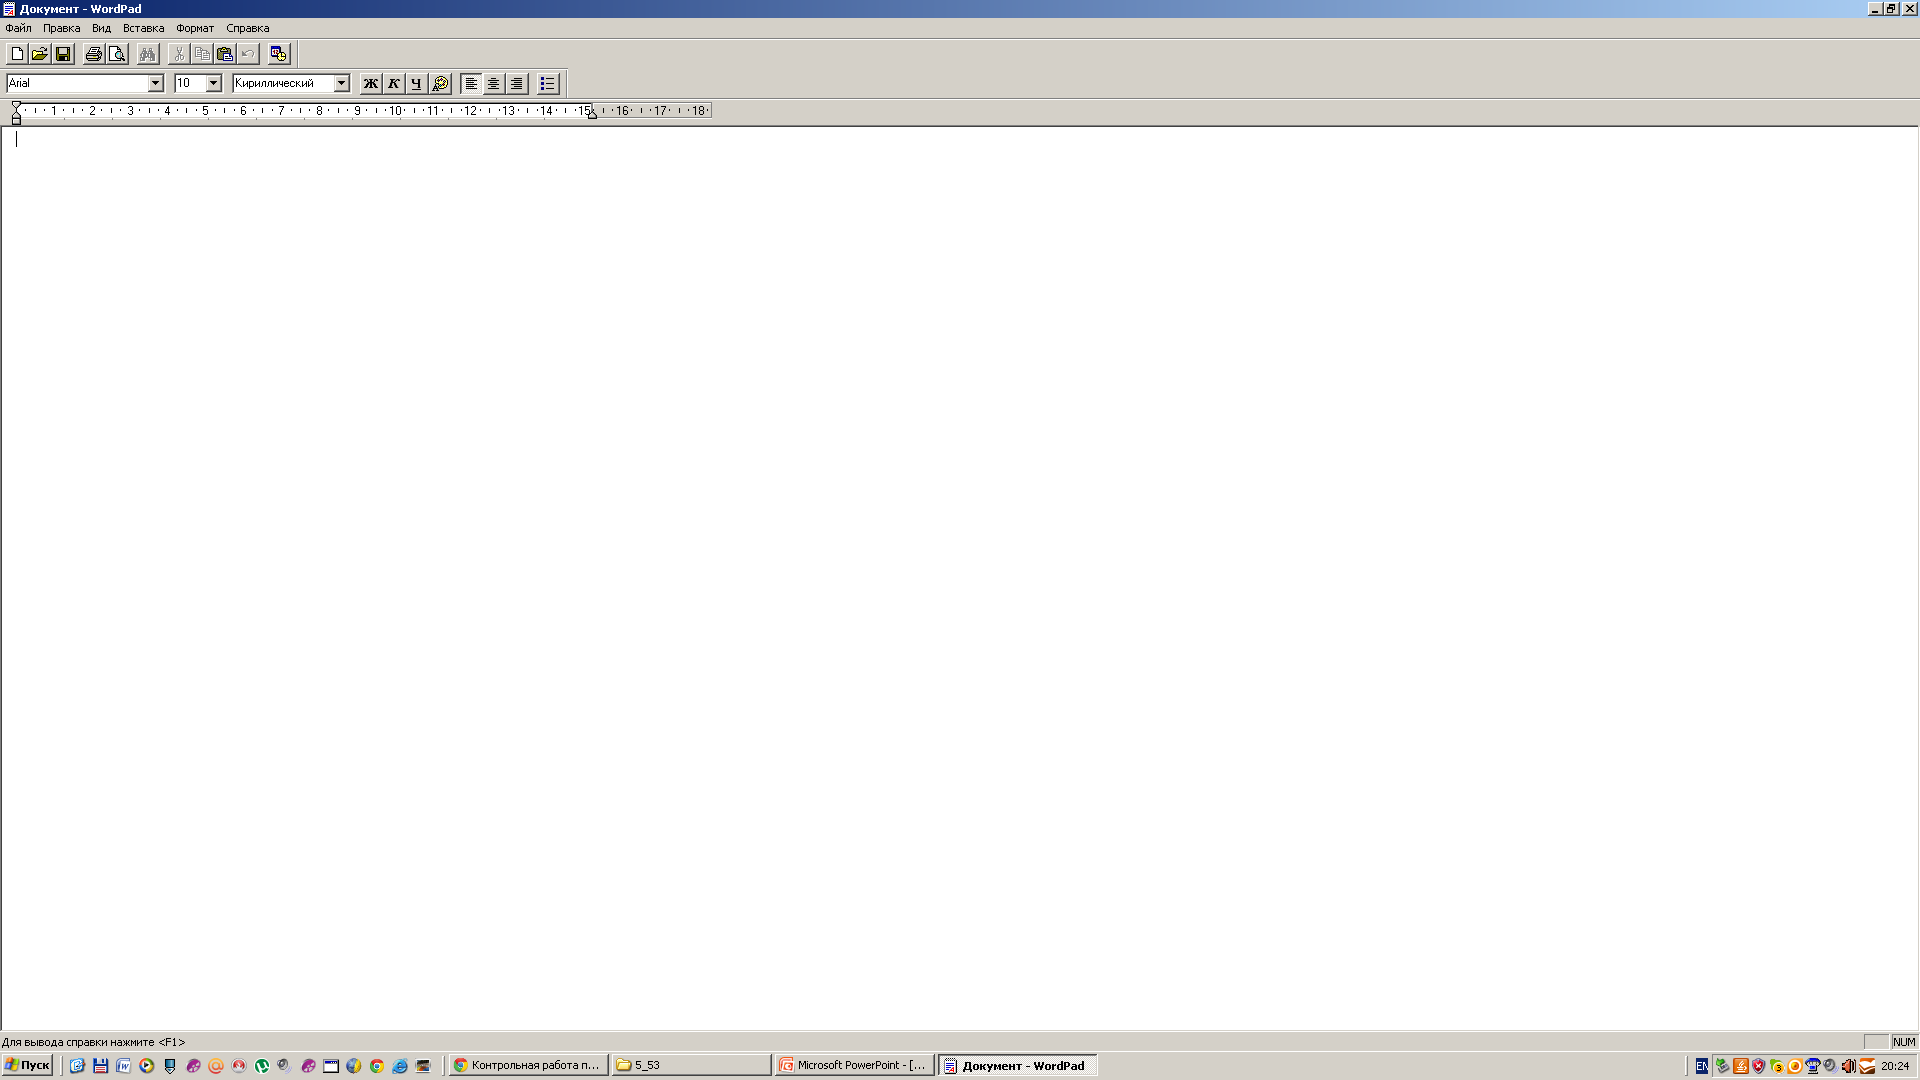 Документ - WordPad
Файл Правка Вид Вставка Формат Справка
Arial 10 Кириллический Ж К Ч
1 2 3 4 5 6 7 8 9 10 11 12 13 14 15 16 17 18
Для вывода справки нажмите <F1> NUM
Пуск Контрольная работа п... 5_53 Microsoft PowerPoint - [... Документ - WordPad EN 20:24